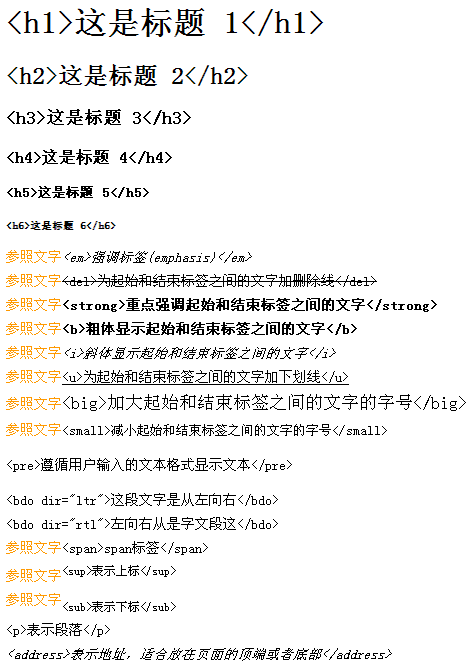 <h1>这是标题 1</h1>
<h2>这是标题 2</h2>
<h3>这是标题 3</h3>
<h4>这是标题 4</h4>
<h5>这是标题 5</h5>
<h6>这是标题 6</h6>
参照文字<em>强调标签(emphasis)</em>
参照文字<del>为起始和结束标签之间的文字加删除线</del>
参照文字<strong>重点强调起始和结束标签之间的文字</strong>
参照文字<b>粗体显示起始和结束标签之间的文字</b>
参照文字<i>斜体显示起始和结束标签之间的文字</i>
参照文字<u>为起始和结束标签之间的文字加下划线</u>
参照文字<big>加大起始和结束标签之间的文字的字号</big>
参照文字<small>减小起始和结束标签之间的文字的字号</small>
<pre>遵循用户输入的文本格式显示文本</pre>
<bdo dir="ltr">这段文字是从左向右</bdo>
<bdo dir="rtl">左向右从是字文段这</bdo>
参照文字<span>span标签</span>
参照文字<sup>表示上标</sup>
参照文字<sub>表示下标</sub>
<p>表示段落</p>
<address>表示地址，适合放在页面的顶端或者底部</address>